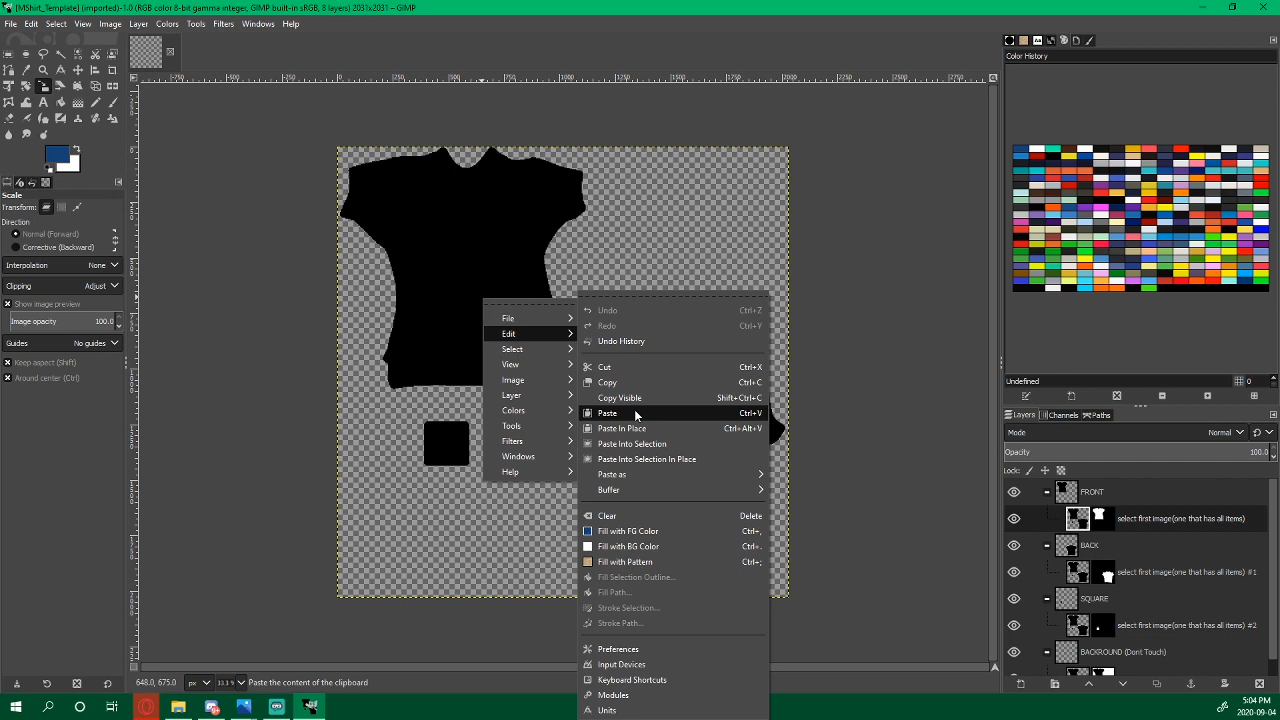 [MShirt_Template] (imported)-1.0 (RGB color 8-bit gamma integer, GIMP built-in sRGB, 8 layers) 2031x2031 – GIMP
File Edit Select View Image Layer Colors Tools Filters Windows Help
Scale
Transform:
Direction
Normal (Forward)
Corrective (Backward)
Interpolation None
Clipping Adjust
Show image preview
Image opacity 100.0
Guides No guides
Keep aspect (Shift)
Around center (Ctrl)
File
Edit
Select
View
Image
Layer
Colors
Tools
Filters
Windows
Help
Undo Ctrl+Z
Redo Ctrl+Y
Undo History
Cut Ctrl+X
Copy Ctrl+C
Copy Visible Shift+Ctrl+C
Paste Ctrl+V
Paste In Place Ctrl+Alt+V
Paste Into Selection
Paste Into Selection In Place
Paste as
Buffer
Clear Delete
Fill with FG Color Ctrl+,
Fill with BG Color Ctrl+.
Fill with Pattern Ctrl+;
Fill Selection Outline...
Fill Path...
Stroke Selection...
Stroke Path...
Preferences
Input Devices
Keyboard Shortcuts
Modules
Units
Color History
Undefined 0
Layers Channels Paths
Mode Normal
Opacity 100.0
Lock:
FRONT
select first image(one that has all items)
BACK
select first image(one that has all items) #1
SQUARE
select first image(one that has all items) #2
BACKROUND (Dont Touch)
648.0, 675.0 px 33.3 % Paste the content of the clipboard
5:04 PM
2020-09-04